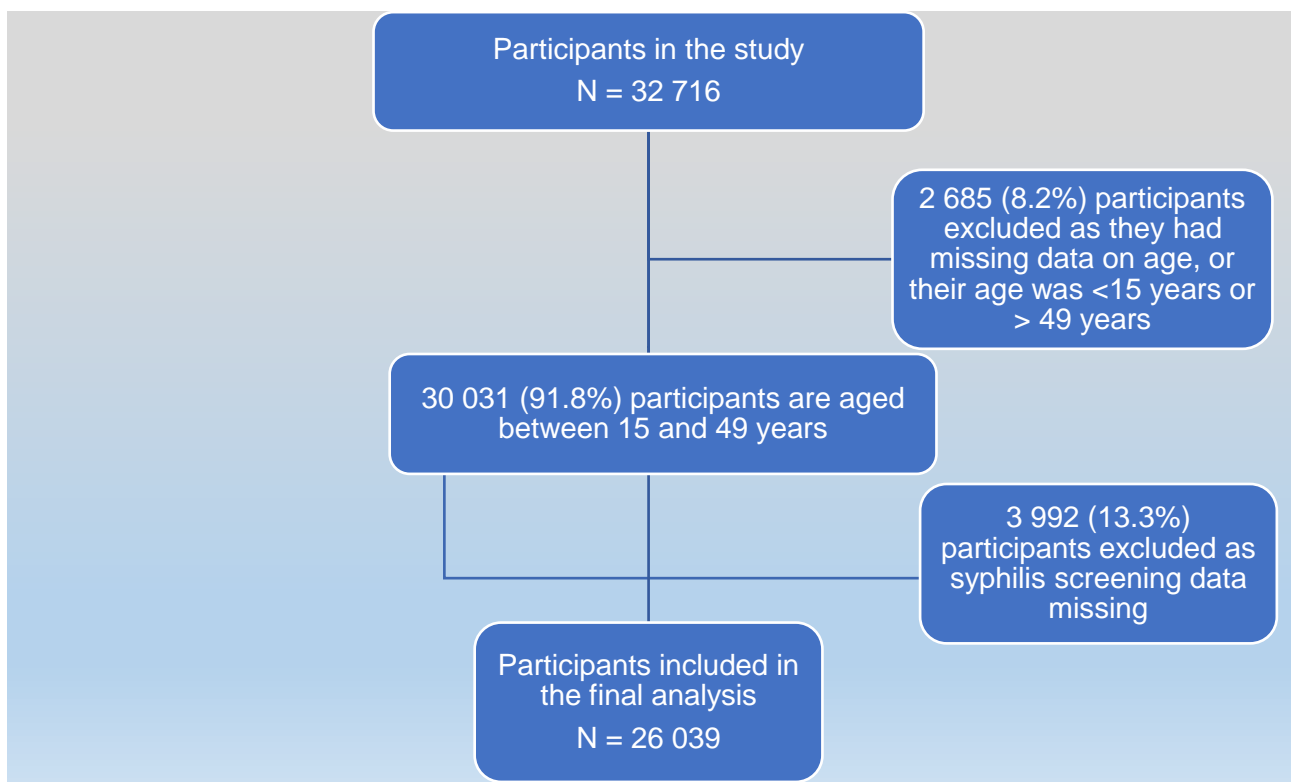 Participants in the study
N = 32 716
2 685 (8.2%) participants
excluded as they had
missing data on age, or
their age was <15 years or
> 49 years
30 031 (91.8%) participants are aged
between 15 and 49 years
3 992 (13.3%)
participants excluded as
syphilis screening data
missing
Participants included in
the final analysis
N = 26 039